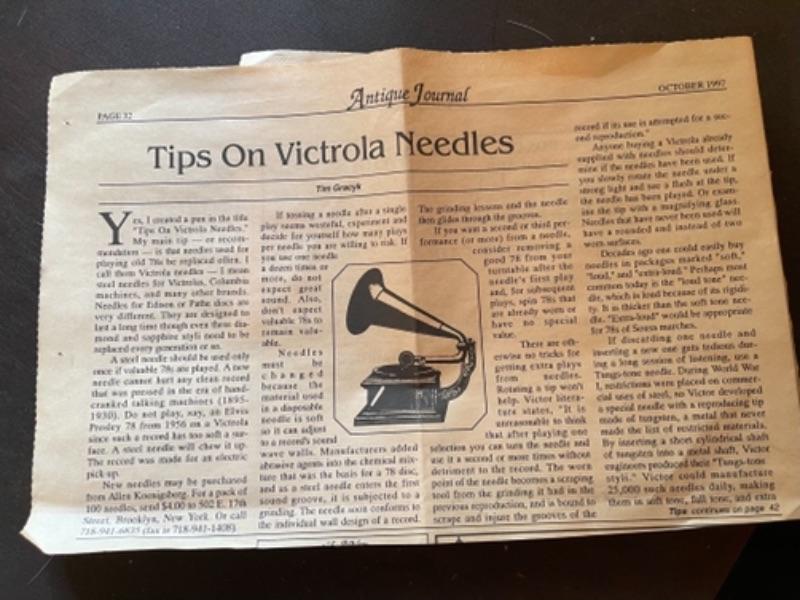 PAGE 32
Antique Journal
OCTOBER 1997
Tips On Victrola Needles
Tim Gracyk
Yes, I created a pun in the title
"Tips On Victrola Needles."
My main tip — or recom-
mendation — is that needles used for
playing old 78s be replaced often. I
call them Victrola needles — I mean
steel needles for Victrolas, Columbia
machines, and many other brands.
Needles for Edison or Pathe discs are
very different. They are designed to
last a long time though even these dia-
mond and sapphire styli need to be
replaced every generation or so.
A steel needle should be used only
once if valuable 78s are played. A new
needle cannot hurt any clean record
that was pressed in the era of hand-
cranked talking machines (1895-
1930). Do not play, say, an Elvis
Presley 78 from 1956 on a Victrola
since such a record has too soft a sur-
face. A steel needle will chew it up.
The record was made for an electric
pick-up.
New needles may be purchased
from Allen Koenigsberg. For a pack of
100 needles, send $4.00 to 502 E. 17th
Street, Brooklyn, New York. Or call
718-941-6835 (fax is 718-941-1408).
If tossing a needle after a single
play seems wasteful, experiment and
decide for yourself how many plays
per needle you are willing to risk. If
you use one needle
a dozen times or
more, do not
expect great
sound. Also,
don't expect
valuable 78s to
remain valu-
able.
Needles
must be
changed
because the
material used
in a disposable
needle is soft
so it can adjust
to a record's sound
wave walls. Manufacturers added
abrasive agents into the chemical mix-
ture that was the basis for a 78 disc,
and as a steel needle enters the first
sound groove, it is subjected to a
grinding. The needle soon conforms to
the individual wall design of a record.
The grinding lessons and the needle
then glides through the grooves.
If you want a second or third per-
formance (or more) from a needle,
consider removing a
good 78 from your
turntable after the
needle's first play
and, for subsequent
plays, spin 78s that
are already worn or
have no special
value.
There are oth-
erwise no tricks for
getting extra plays
from needles.
Rotating a tip won't
help. Victor litera-
ture states, "It is
unreasonable to think
that after playing one
selection you can turn the needle and
use it a second or more times without
detriment to the record. The worn
point of the needle becomes a scraping
tool from the grinding it had in the
previous reproduction, and is bound to
scrape and injure the grooves of the
record if its use is attempted for a sec-
ond reproduction."
Anyone buying a Victrola already
supplied with needles should deter-
mine if the needles have been used. If
you slowly rotate the needle under a
strong light and see a flash at the tip,
the needle has been played. Or exam-
ine the tip with a magnifying glass.
Needles that have never been used will
have a rounded and instead of two
worn surfaces.
Decades ago one could easily buy
needles in packages marked "soft,"
"loud," and "extra-loud." Perhaps most
common today is the "loud tone" nee-
dle, which is loud because of its rigidi-
ty. It is thicker than the soft tone nee-
dle. "Extra-loud" would be appropriate
for 78s of Sousa marches.
If discarding one needle and
inserting a new one gets tedious dur-
ing a long session of listening, use a
Tungs-tone needle. During World War
I, restrictions were placed on commer-
cial uses of steel, so Victor developed
a special needle with a reproducing tip
made of tungsten, a metal that never
made the list of restricted materials.
By inserting a short cylindrical shaft
of tungsten into a metal shaft, Victor
engineers produced their "Tungs-tone
styli." Victor could manufacture
25,000 such needles daily, making
them in soft tone, full tone, and extra
Tips continues on page 42